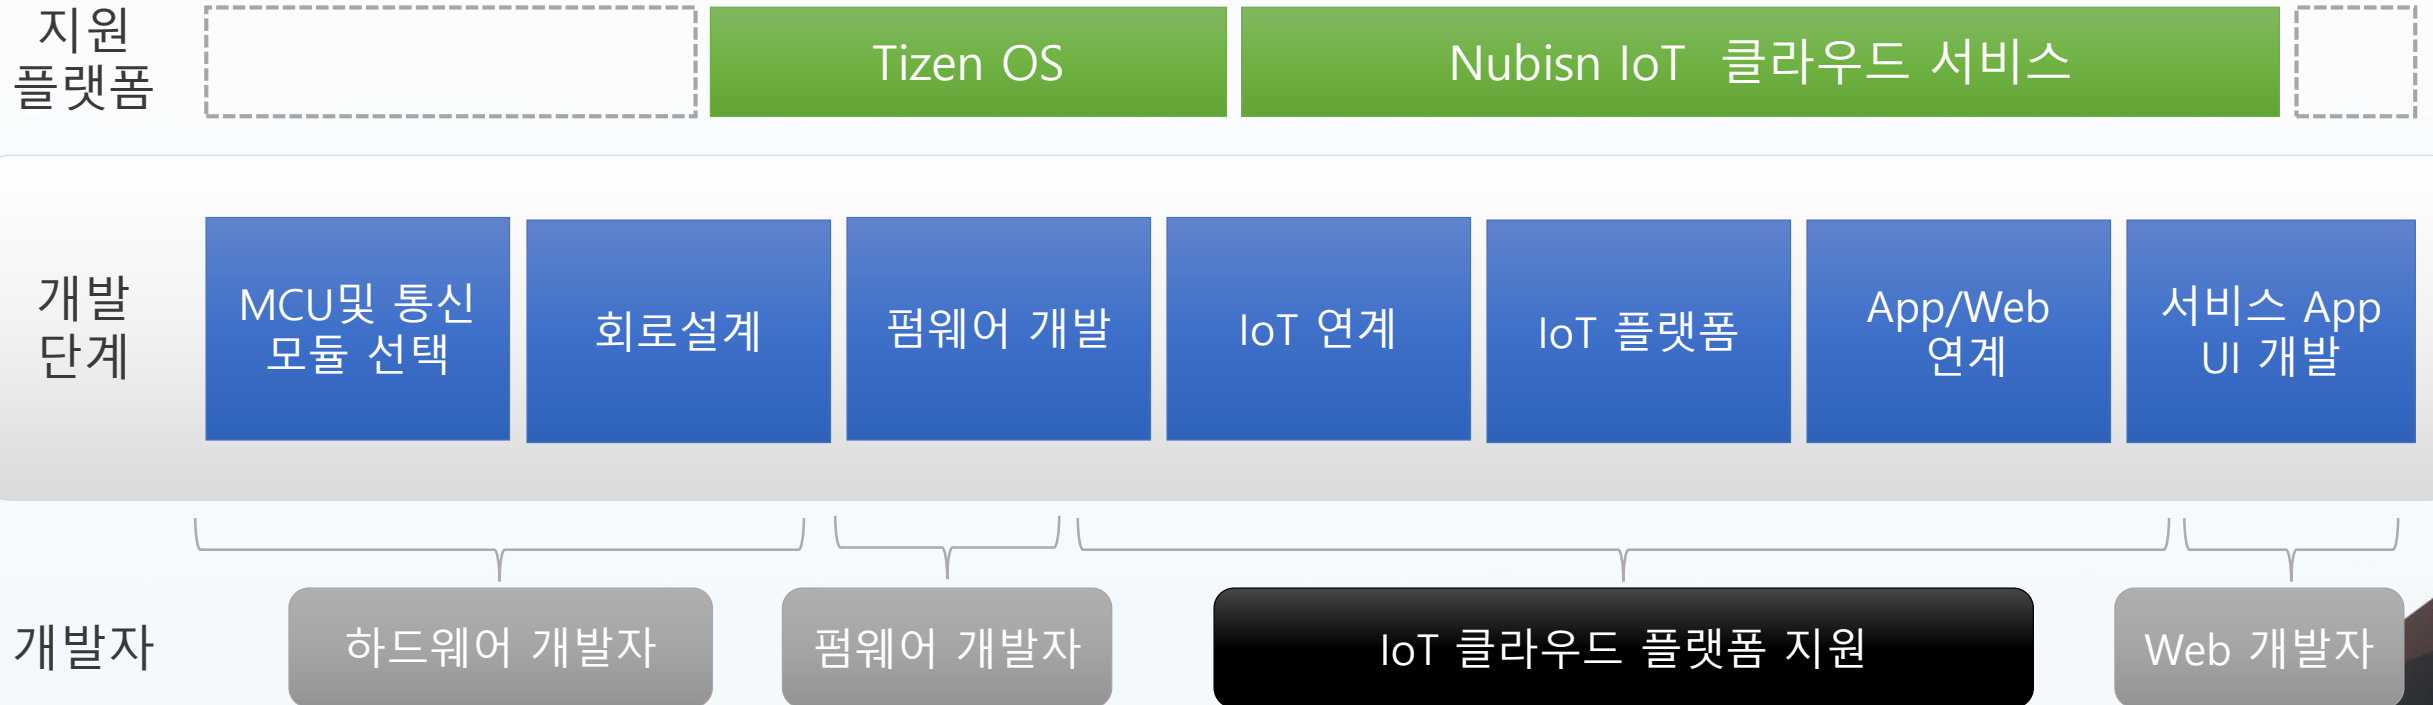 지원
플랫폼
Tizen OS
Nubisn IoT 클라우드 서비스
개발
단계
MCU및 통신
모듈 선택
회로설계
펌웨어 개발
IoT 연계
IoT 플랫폼
App/Web
연계
서비스 App
UI 개발
개발자
하드웨어 개발자
펌웨어 개발자
IoT 클라우드 플랫폼 지원
Web 개발자